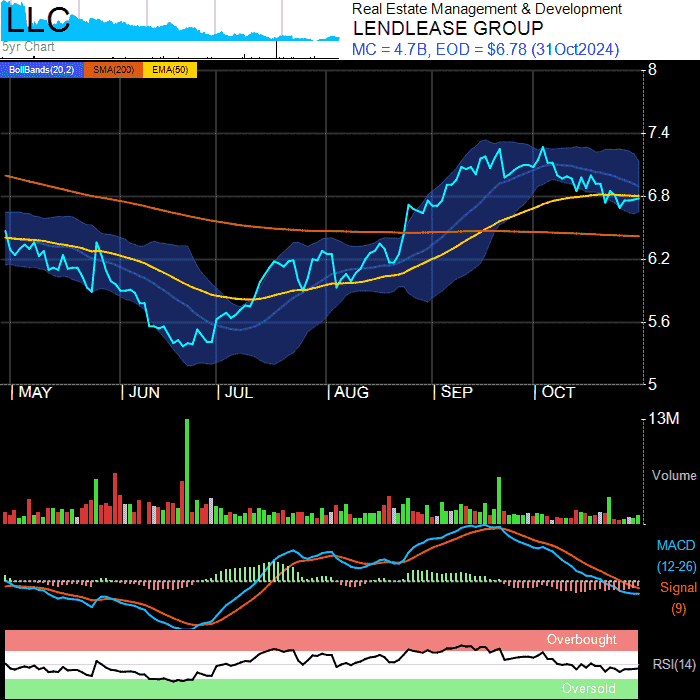 LLC
5yr Chart
Real Estate Management & Development
LENDLEASE GROUP
MC = 4.7B, EOD = $6.78 (31Oct2024)
BollBands(20,2) SMA(200) EMA(50)
8
7.4
6.8
6.2
5.6
5
MAY JUN JUL AUG SEP OCT
13M
Volume
MACD
(12-26)
Signal
(9)
Overbought
RSI(14)
Oversold